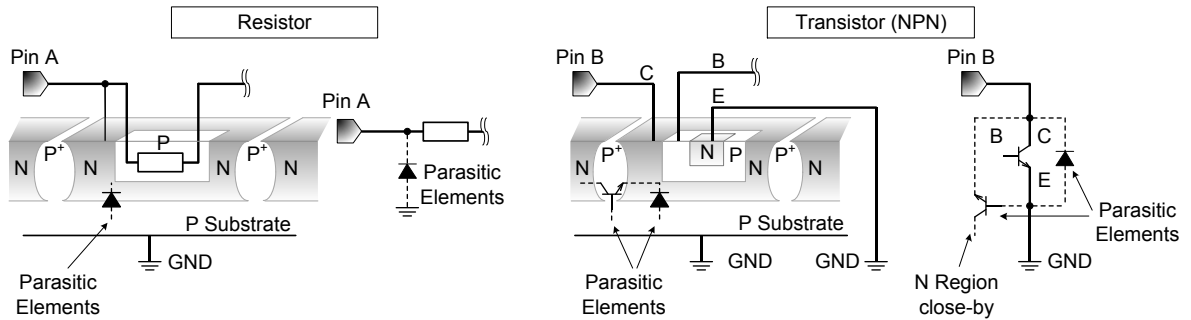 Resistor
Transistor (NPN)
Pin A
Pin B
C
B
E
Pin B
Pin A
N
P+
N
P
P+
N
N
P+
N
N
P
P+
N
B
C
E
Parasitic
Elements
P Substrate
GND
Parasitic
Elements
P Substrate
GND
GND
Parasitic
Elements
Parasitic
Elements
N Region
close-by
GND